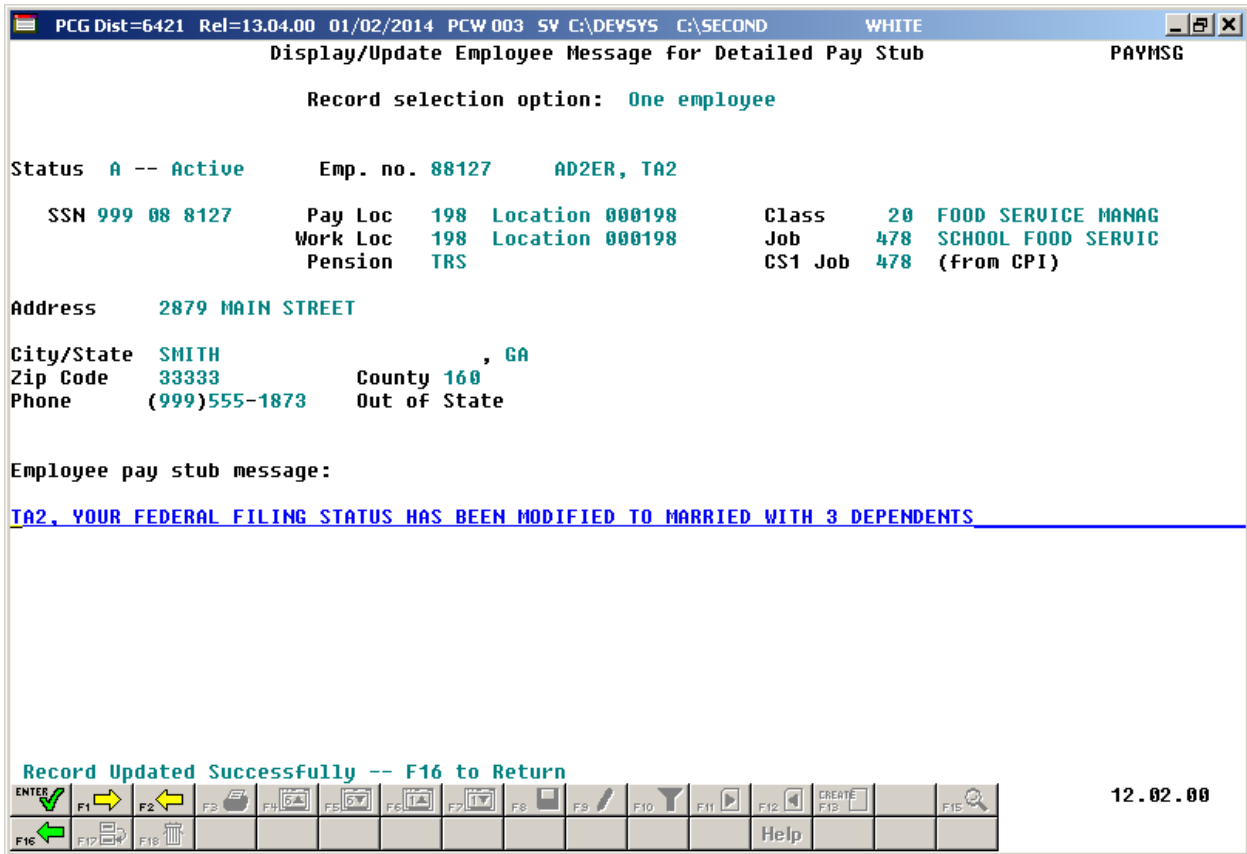 PCG Dist=6421 Rel=13.04.00 01/02/2014 PCW 003 SV C:\DEVSYS C:\SECOND WHITE
Display/Update Employee Message for Detailed Pay Stub PAYMSG
Record selection option: One employee
Status A -- Active Emp. no. 88127 AD2ER, TA2
SSN 999 08 8127 Pay Loc 198 Location 000198 Class 20 FOOD SERVICE MANAG
Work Loc 198 Location 000198 Job 478 SCHOOL FOOD SERVIC
Pension TRS CS1 Job 478 (from CPI)
Address 2879 MAIN STREET
City/State SMITH , GA
Zip Code 33333 County 160
Phone (999)555-1873 Out of State
Employee pay stub message:
TA2, YOUR FEDERAL FILING STATUS HAS BEEN MODIFIED TO MARRIED WITH 3 DEPENDENTS
Record Updated Successfully -- F16 to Return
ENTER F1 F2 F3 F4 6 F5 6 F6 1 F7 1 F8 F9 F10 F11 F12 CREATE F13 F15 12.02.00
F16 F17 F18 Help